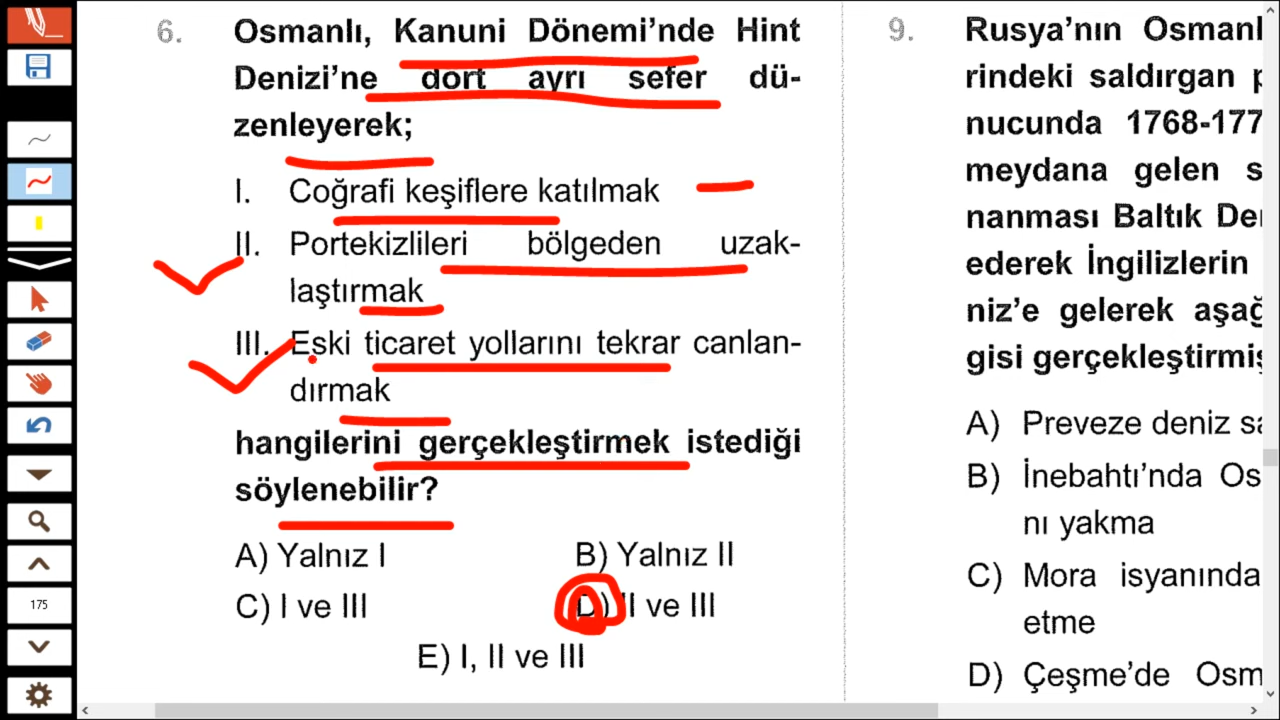 6. Osmanlı, Kanuni Dönemi’nde Hint
Denizi’ne dört ayrı sefer dü-
zenleyerek;
I. Coğrafi keşiflere katılmak
II. Portekizlileri bölgeden uzak-
laştırmak
III. Eski ticaret yollarını tekrar canlan-
dırmak
hangilerini gerçekleştirmek istediği
söylenebilir?
A) Yalnız I B) Yalnız II
C) I ve III D) II ve III
E) I, II ve III
9. Rusya’nın Osmanl
rindeki saldırgan p
nucunda 1768-177
meydana gelen s
nanması Baltık De
ederek İngilizlerin
niz’e gelerek aşağ
gisi gerçekleştirmiş
A) Preveze deniz sa
B) İnebahtı’nda Os
nı yakma
C) Mora isyanında
etme
D) Çeşme’de Osm
175